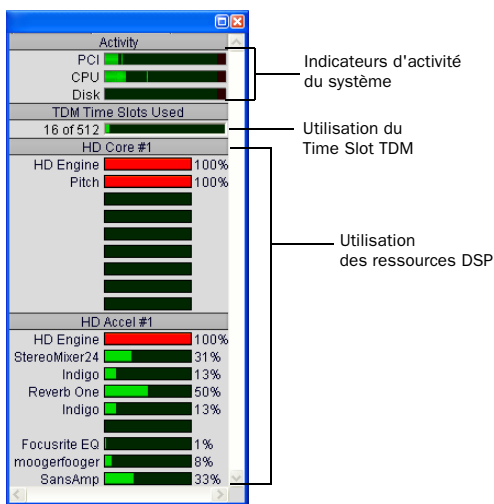 Activity
PCI
CPU
Disk
TDM Time Slots Used
16 of 512
HD Core #1
HD Engine 100%
Pitch 100%
HD Accel #1
HD Engine 100%
StereoMixer24 31%
Indigo 13%
Reverb One 50%
Indigo 13%
Focusrite EQ 1%
moogerfooger 8%
SansAmp 33%
Indicateurs d'activité
du système
Utilisation du
Time Slot TDM
Utilisation
des ressources DSP